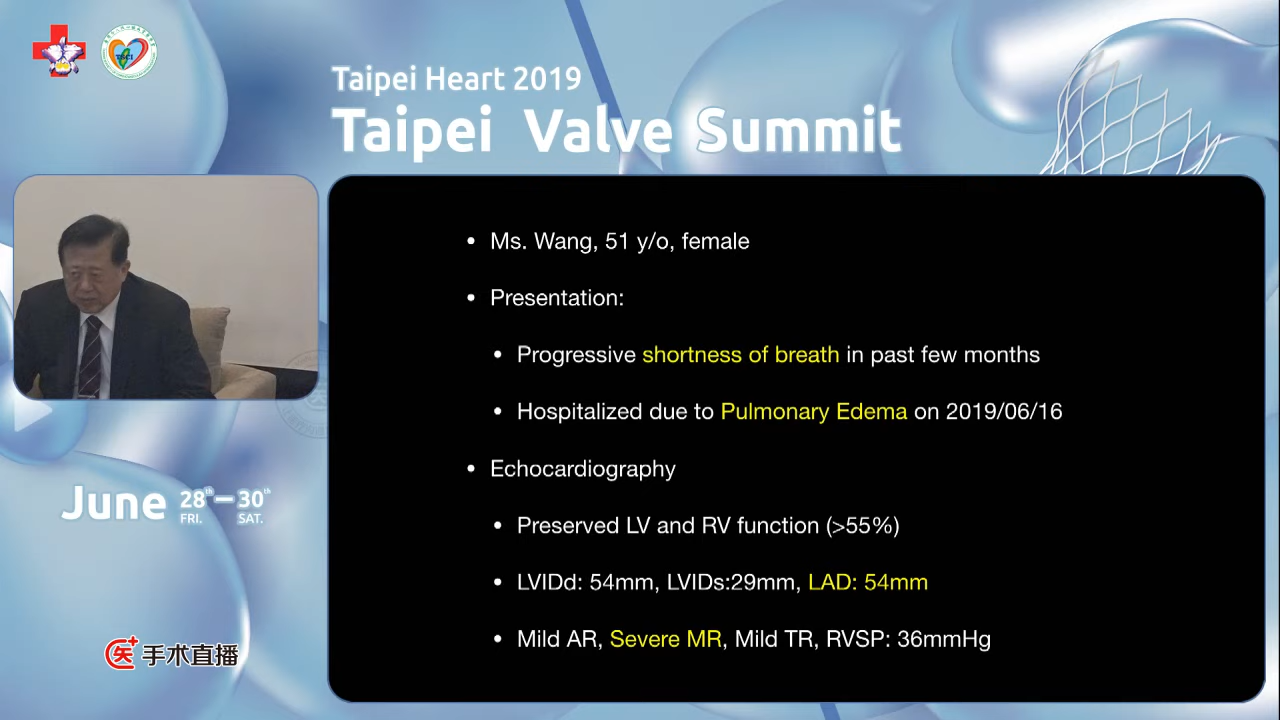 Taipei Heart 2019
Taipei Valve Summit
• Ms. Wang, 51 y/o, female
• Presentation:
• Progressive shortness of breath in past few months
• Hospitalized due to Pulmonary Edema on 2019/06/16
• Echocardiography
• Preserved LV and RV function (>55%)
• LVIDd: 54mm, LVIDs:29mm, LAD: 54mm
• Mild AR, Severe MR, Mild TR, RVSP: 36mmHg
June 28th–30th
FRI. SAT.
医 手术直播